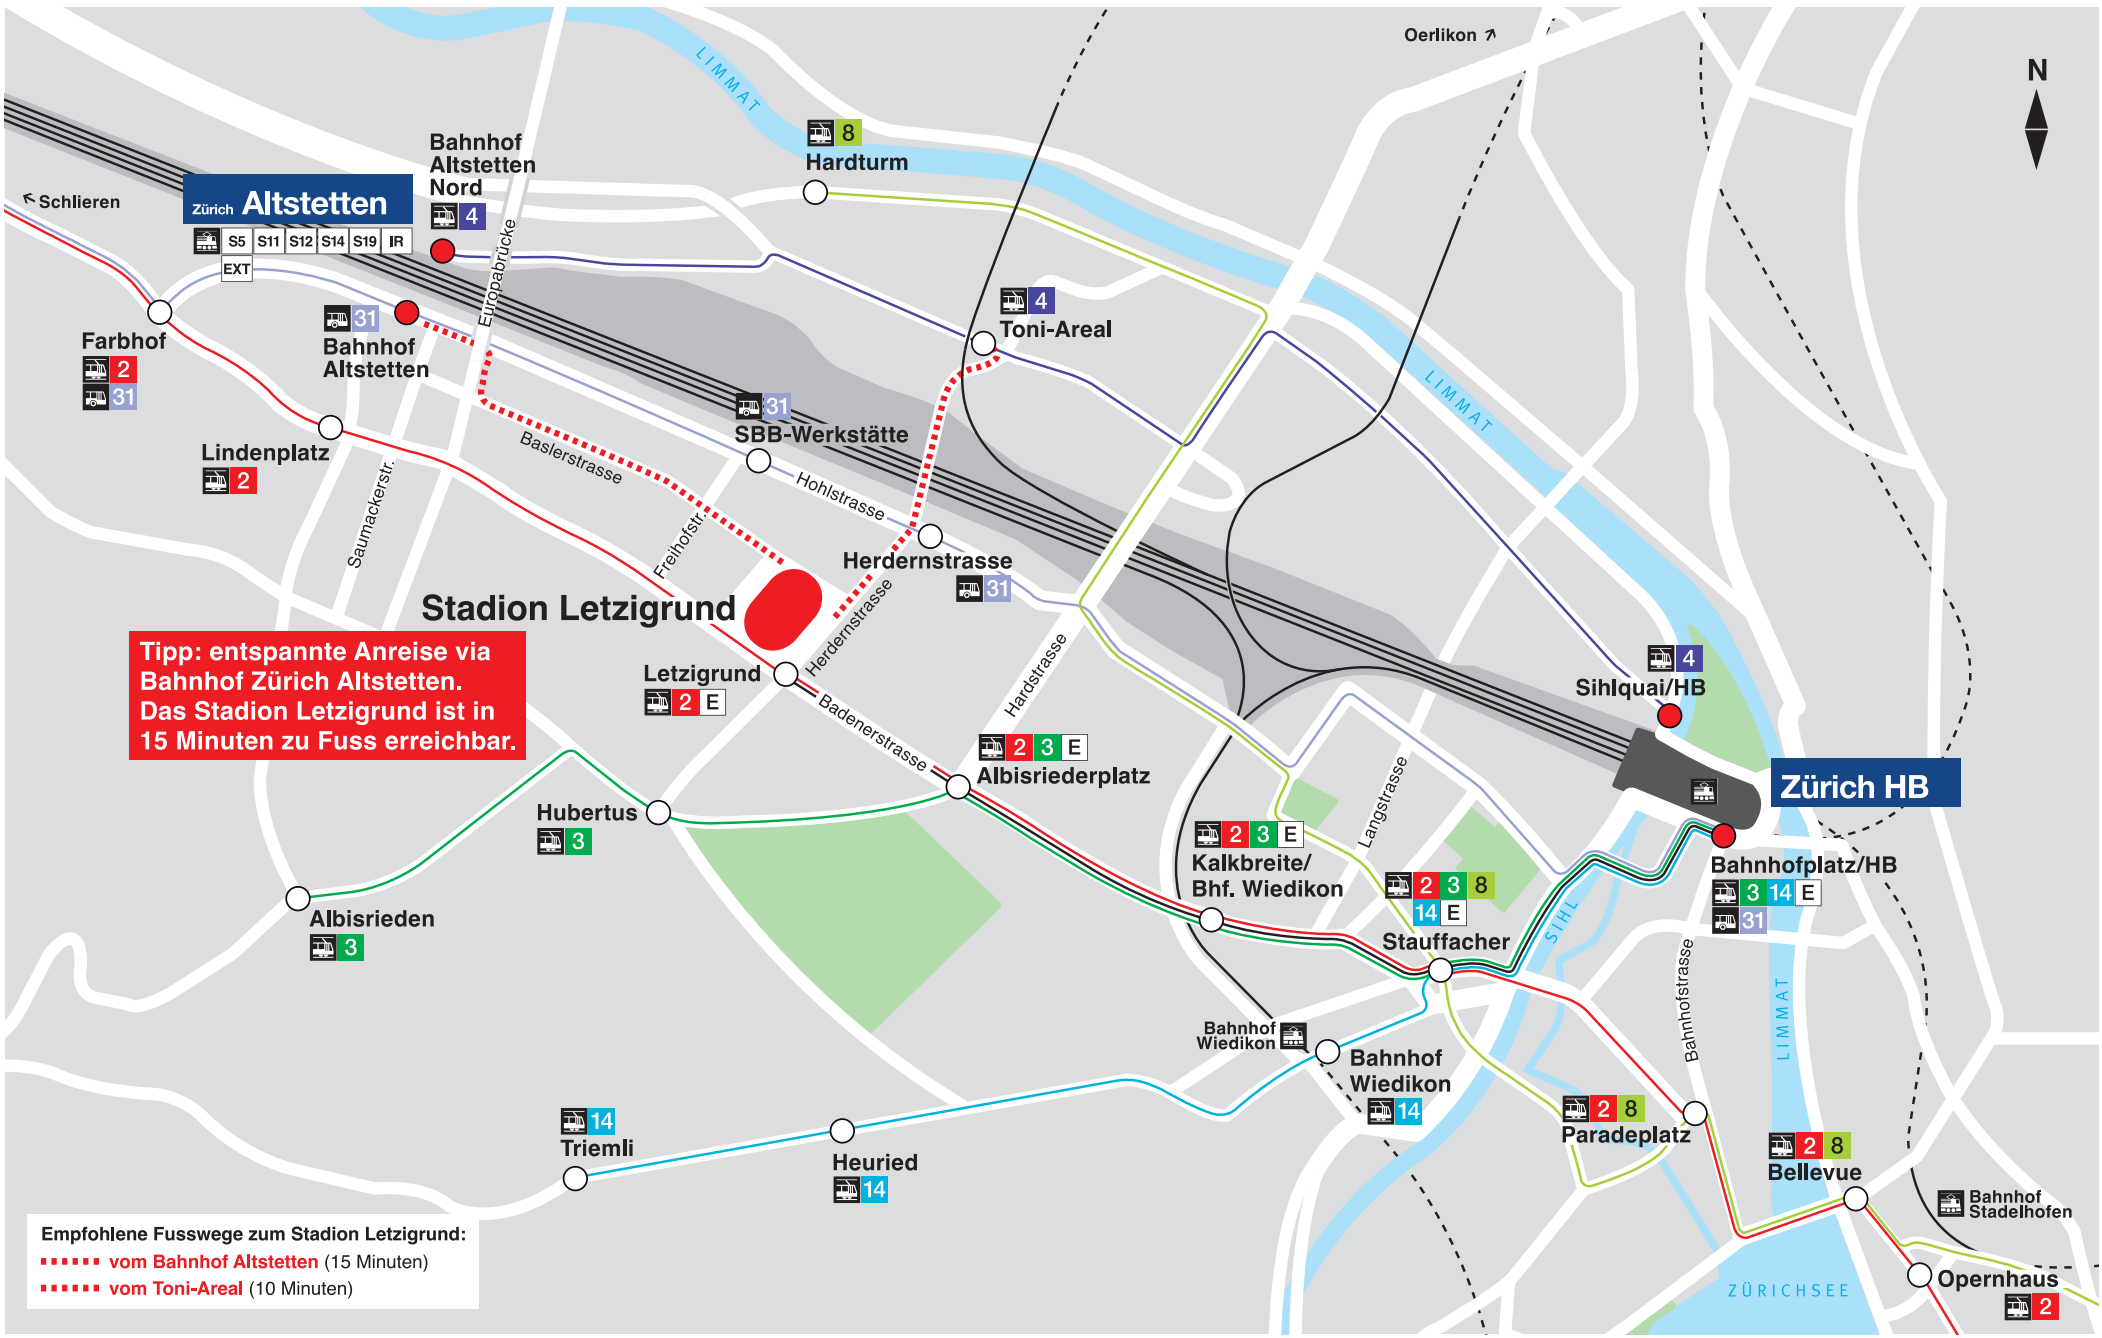 Oerlikon
N
LIMMAT
8
Hardturm
Bahnhof
Altstetten
Nord
4
Schlieren
Zürich Altstetten
S5 S11 S12 S14 S19 IR
EXT
Europabrücke
4
Toni-Areal
31
Bahnhof
Altstetten
Farbhof
2
31
LIMMAT
31
SBB-Werkstätte
Lindenplatz
2
Baslerstrasse
Hohlstrasse
Saumackerstr.
Freihofstr.
Herdernstrasse
31
Stadion Letzigrund
Herdernstrasse
Tipp: entspannte Anreise via
Bahnhof Zürich Altstetten.
Das Stadion Letzigrund ist in
15 Minuten zu Fuss erreichbar.
Letzigrund
2 E
Hardstrasse
4
Sihlquai/HB
Badenerstrasse
2 3 E
Albisriederplatz
Zürich HB
Langstrasse
Hubertus
3
2 3 E
Kalkbreite/
Bhf. Wiedikon
Bahnhofplatz/HB
3 14 E
31
2 3 8
14 E
Stauffacher
SIHL
Albisrieden
3
Bahnhofstrasse
LIMMAT
Bahnhof
Wiedikon
Bahnhof
Wiedikon
14
14
Triemli
Heuried
14
2 8
Paradeplatz
2 8
Bellevue
Bahnhof
Stadelhofen
Opernhaus
2
ZÜRICHSEE
Empfohlene Fusswege zum Stadion Letzigrund:
vom Bahnhof Altstetten (15 Minuten)
vom Toni-Areal (10 Minuten)